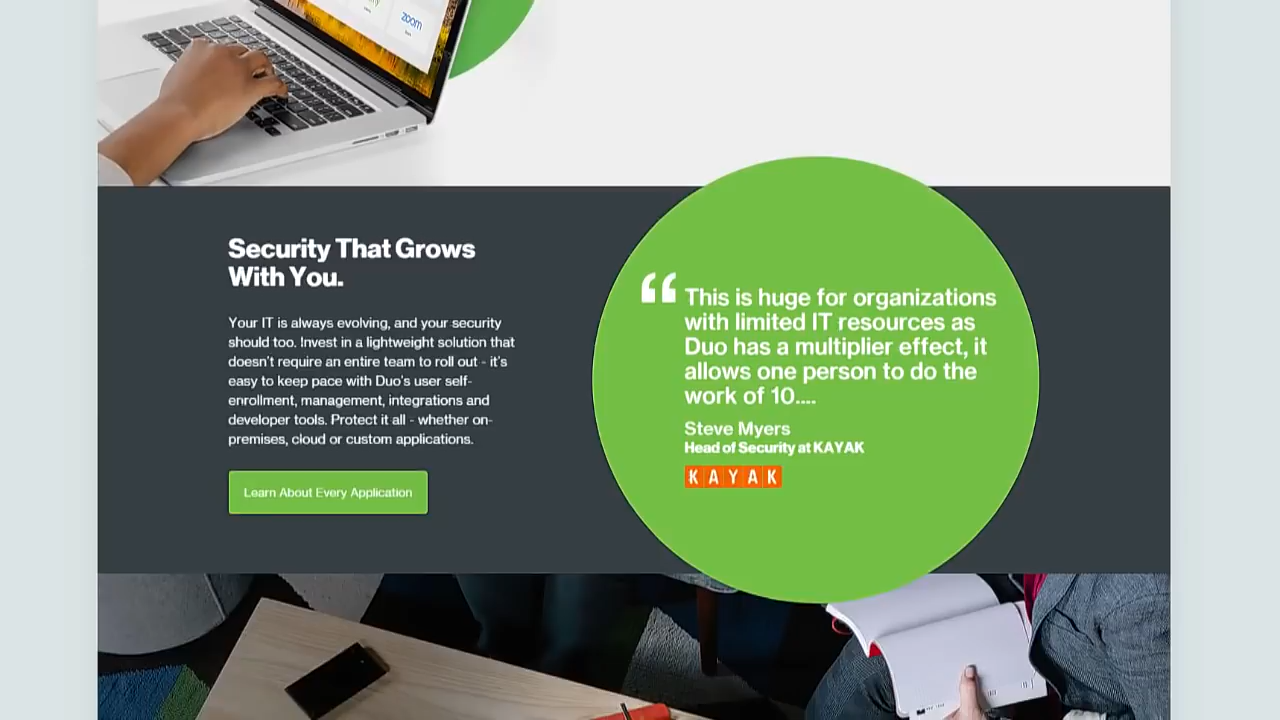 zoom
Security That Grows
With You.
Your IT is always evolving, and your security
should too. Invest in a lightweight solution that
doesn't require an entire team to roll out - it's
easy to keep pace with Duo's user self-
enrollment, management, integrations and
developer tools. Protect it all - whether on-
premises, cloud or custom applications.
Learn About Every Application
“ This is huge for organizations
with limited IT resources as
Duo has a multiplier effect, it
allows one person to do the
work of 10....
Steve Myers
Head of Security at KAYAK
KAYAK